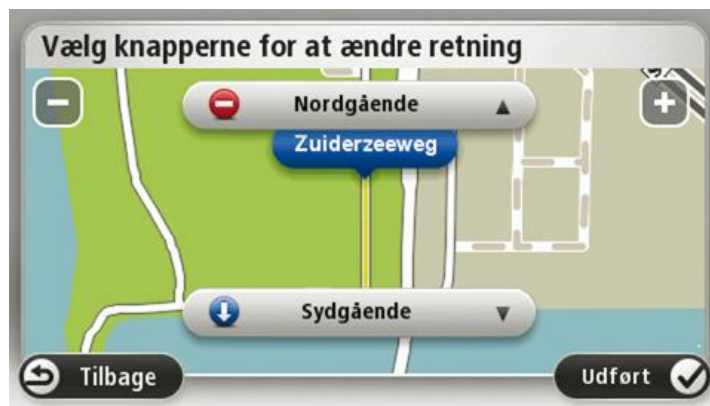 Vælg knapperne for at ændre retning
Nordgående
Zuiderzeeweg
Sydgående
Tilbage
Udført